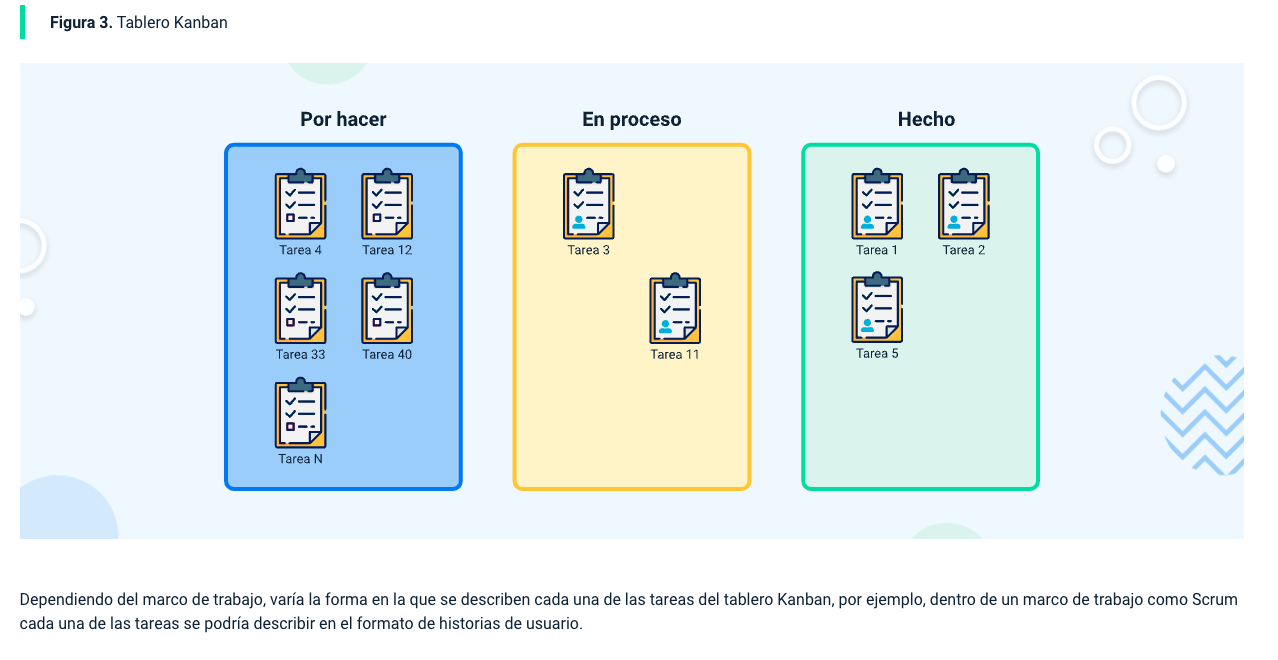 Figura 3. Tablero Kanban
Por hacer
En proceso
Hecho
Tarea 4
Tarea 12
Tarea 33
Tarea 40
Tarea N
Tarea 3
Tarea 11
Tarea 1
Tarea 2
Tarea 5
Dependiendo del marco de trabajo, varía la forma en la que se describen cada una de las tareas del tablero Kanban, por ejemplo, dentro de un marco de trabajo como Scrum
cada una de las tareas se podría describir en el formato de historias de usuario.